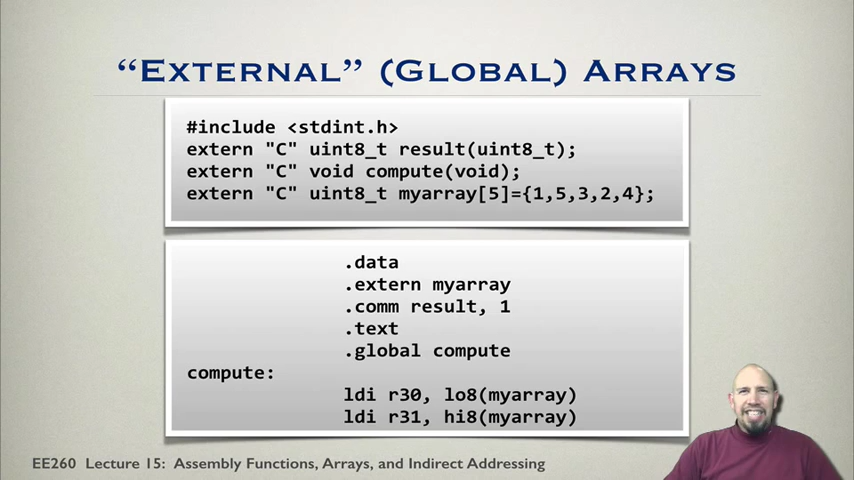 “External” (Global) Arrays
#include <stdint.h>
extern "C" uint8_t result(uint8_t);
extern "C" void compute(void);
extern "C" uint8_t myarray[5]={1,5,3,2,4};
.data
.extern myarray
.comm result, 1
.text
.global compute
compute:
ldi r30, lo8(myarray)
ldi r31, hi8(myarray)
EE260 Lecture 15: Assembly Functions, Arrays, and Indirect Addressing